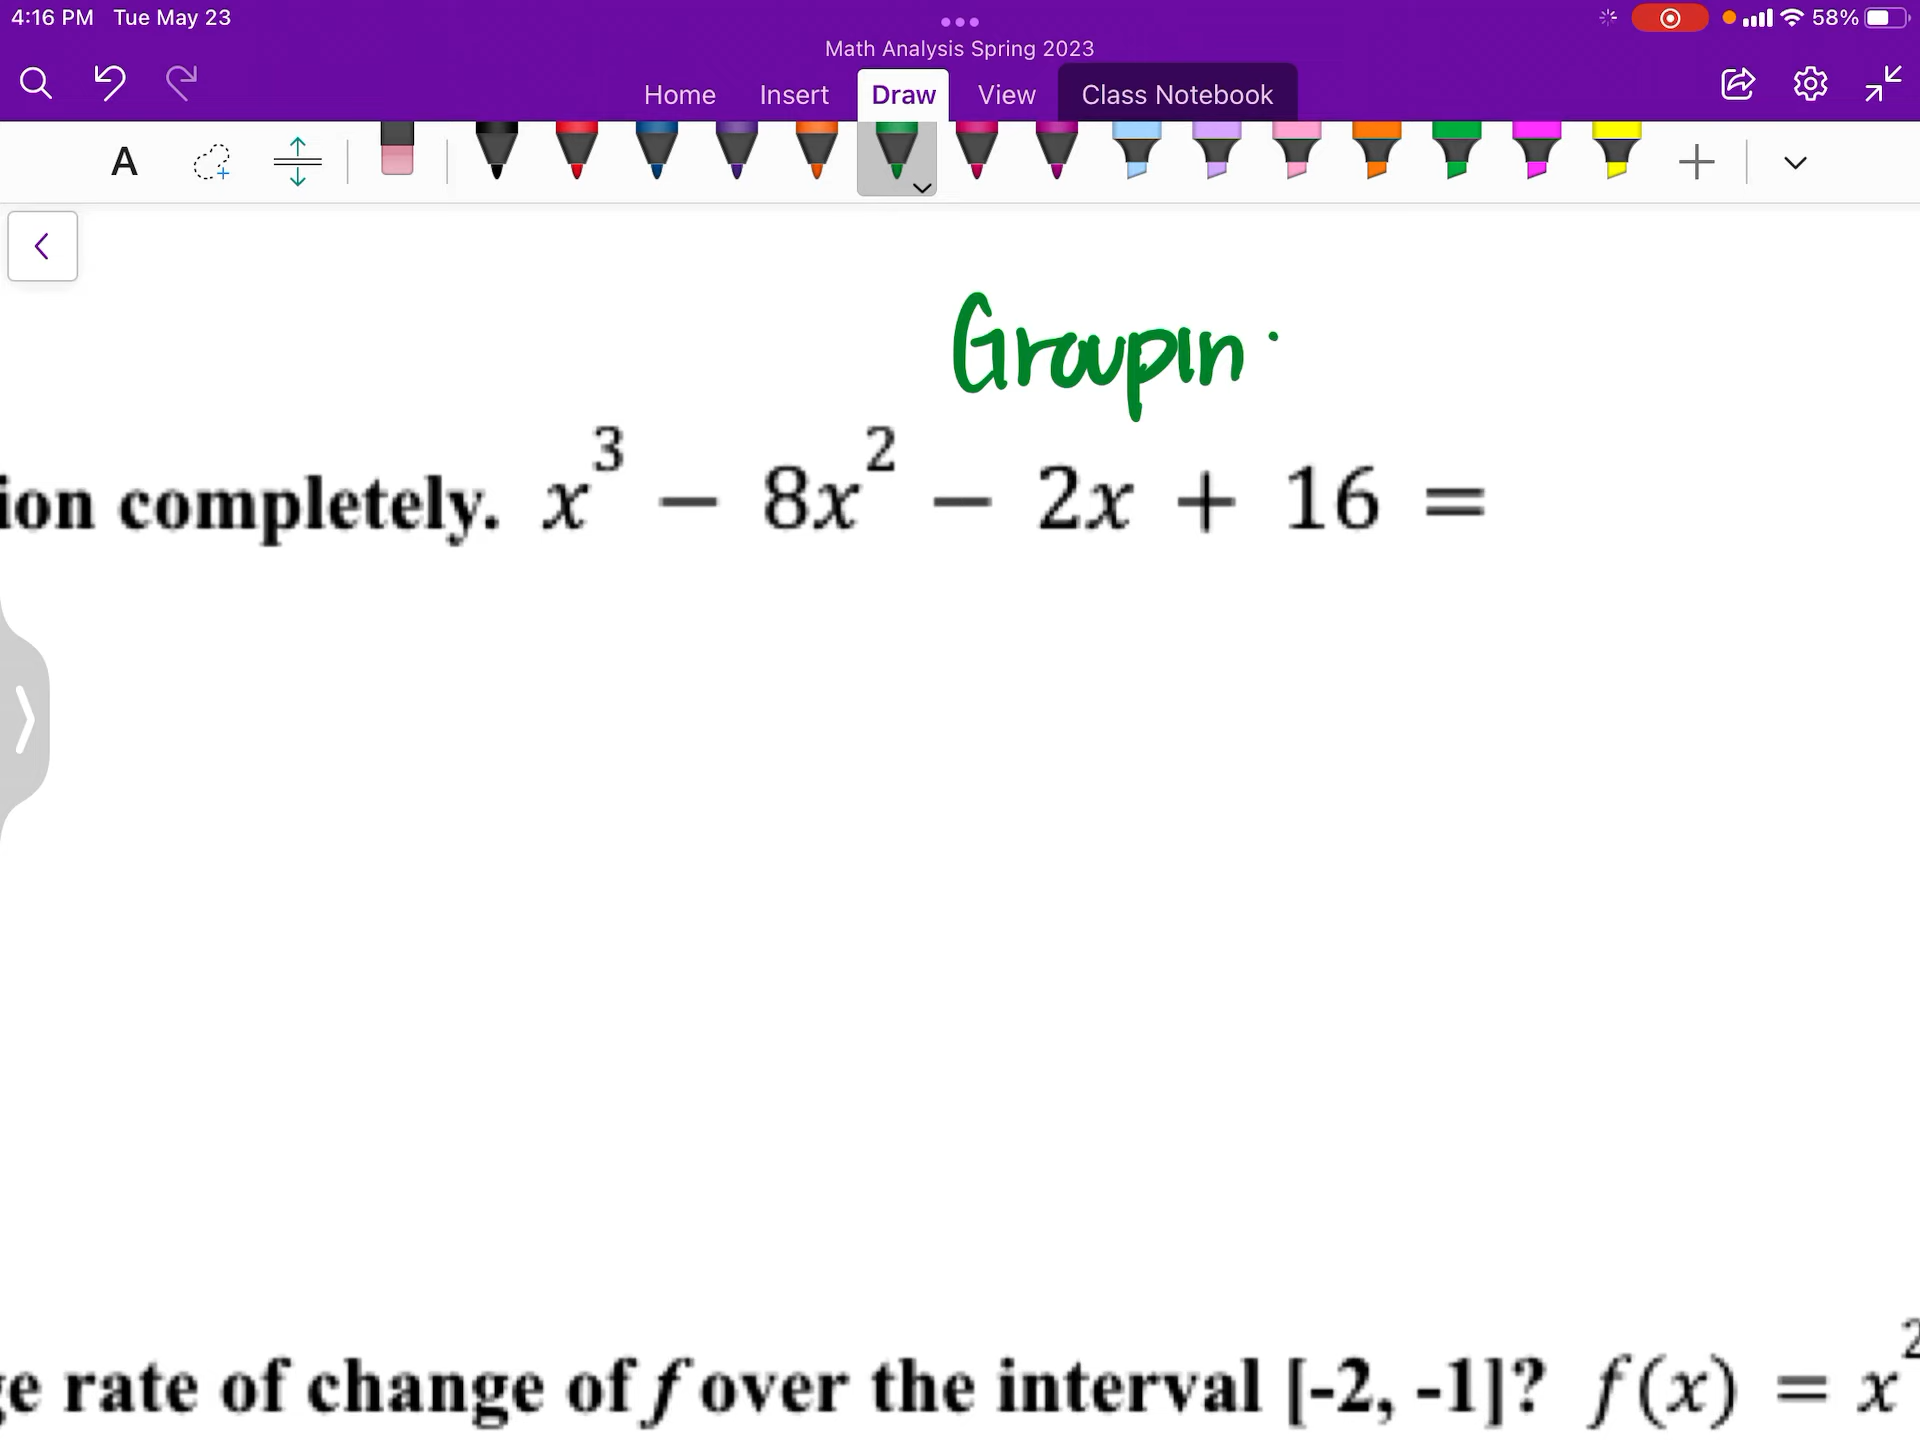 4:16 PM Tue May 23
58%
Math Analysis Spring 2023
Home Insert Draw View Class Notebook
A
Groupin
ion completely. x³ − 8x² − 2x + 16 =
ge rate of change of f over the interval [-2, -1]? f(x) = x²